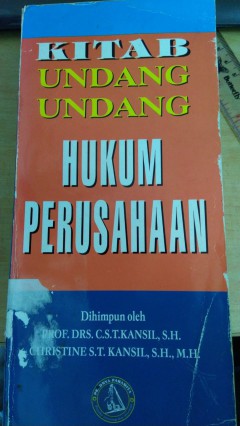 KITAB
UNDANG
UNDANG
HUKUM
PERUSAHAAN
Dihimpun oleh
PROF. DRS. C.S.T. KANSIL, S.H.
CHRISTINE S.T. KANSIL, S.H., M.H.